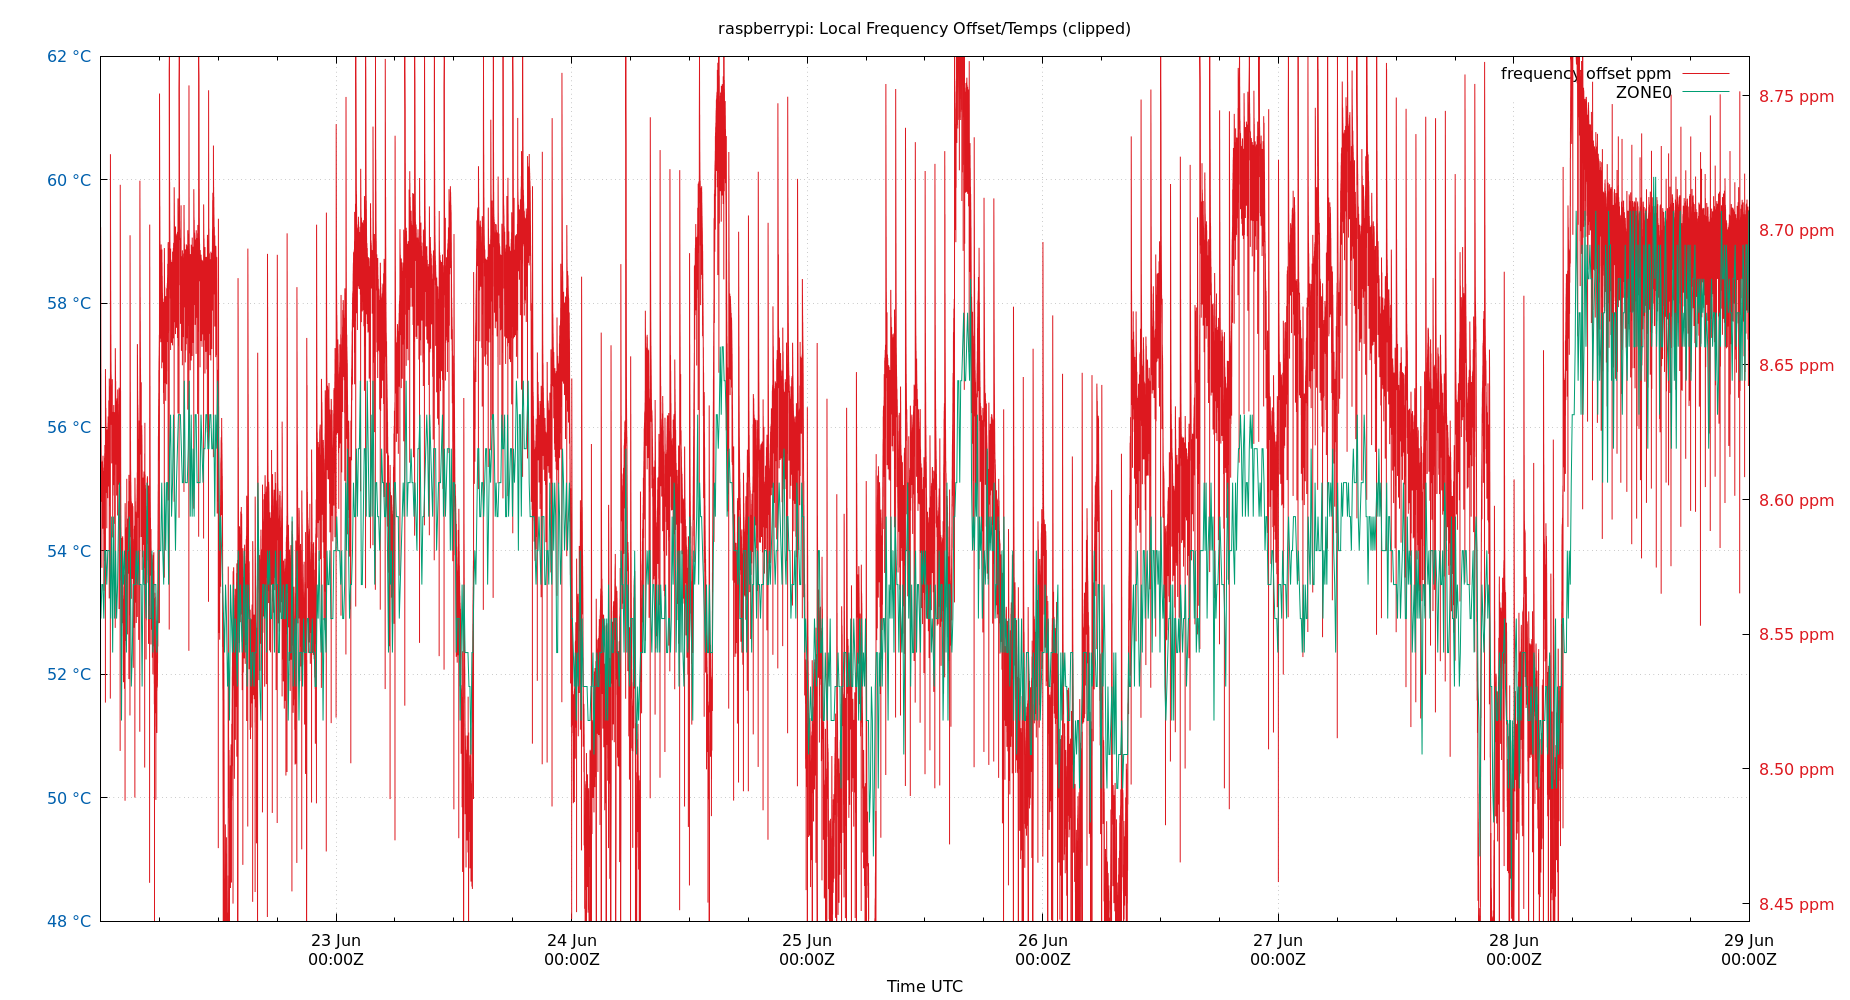 raspberrypi: Local Frequency Offset/Temps (clipped)
62 °C
60 °C
58 °C
56 °C
54 °C
52 °C
50 °C
48 °C
frequency offset ppm
ZONE0
8.75 ppm
8.70 ppm
8.65 ppm
8.60 ppm
8.55 ppm
8.50 ppm
8.45 ppm
23 Jun 24 Jun 25 Jun 26 Jun 27 Jun 28 Jun 29 Jun
00:00Z 00:00Z 00:00Z 00:00Z 00:00Z 00:00Z 00:00Z
Time UTC